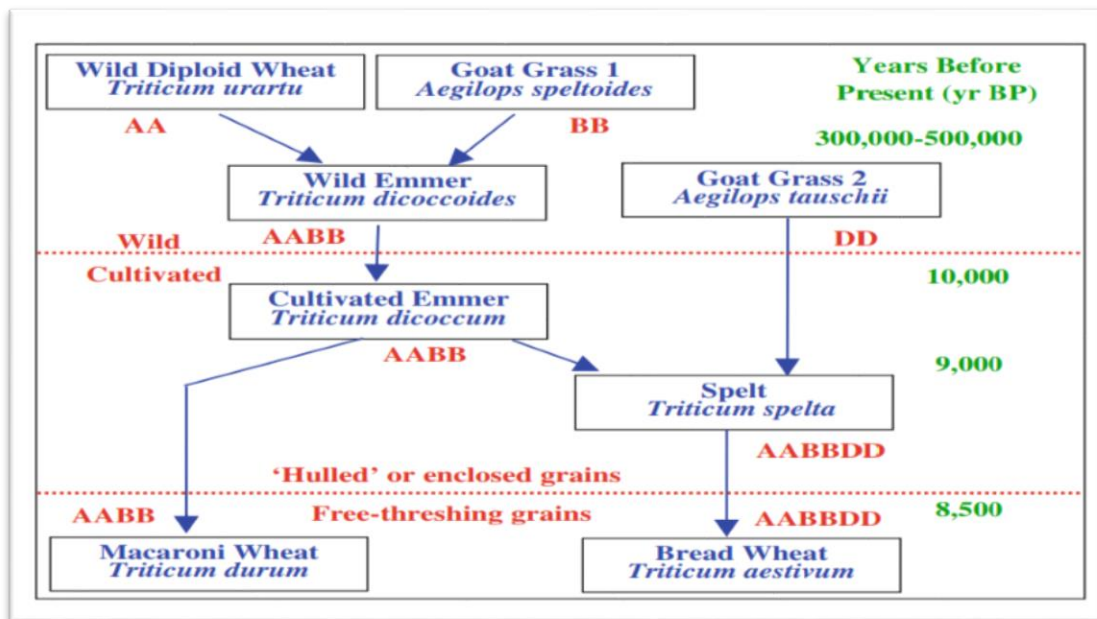 Wild Diploid Wheat
Triticum urartu
Goat Grass 1
Aegilops speltoides
Years Before
Present (yr BP)
AA
BB
300,000-500,000
Wild Emmer
Triticum dicoccoides
Goat Grass 2
Aegilops tauschii
Wild
AABB
DD
Cultivated
10,000
Cultivated Emmer
Triticum dicoccum
AABB
9,000
Spelt
Triticum spelta
AABBDD
‘Hulled’ or enclosed grains
AABB
Free-threshing grains
AABBDD
8,500
Macaroni Wheat
Triticum durum
Bread Wheat
Triticum aestivum